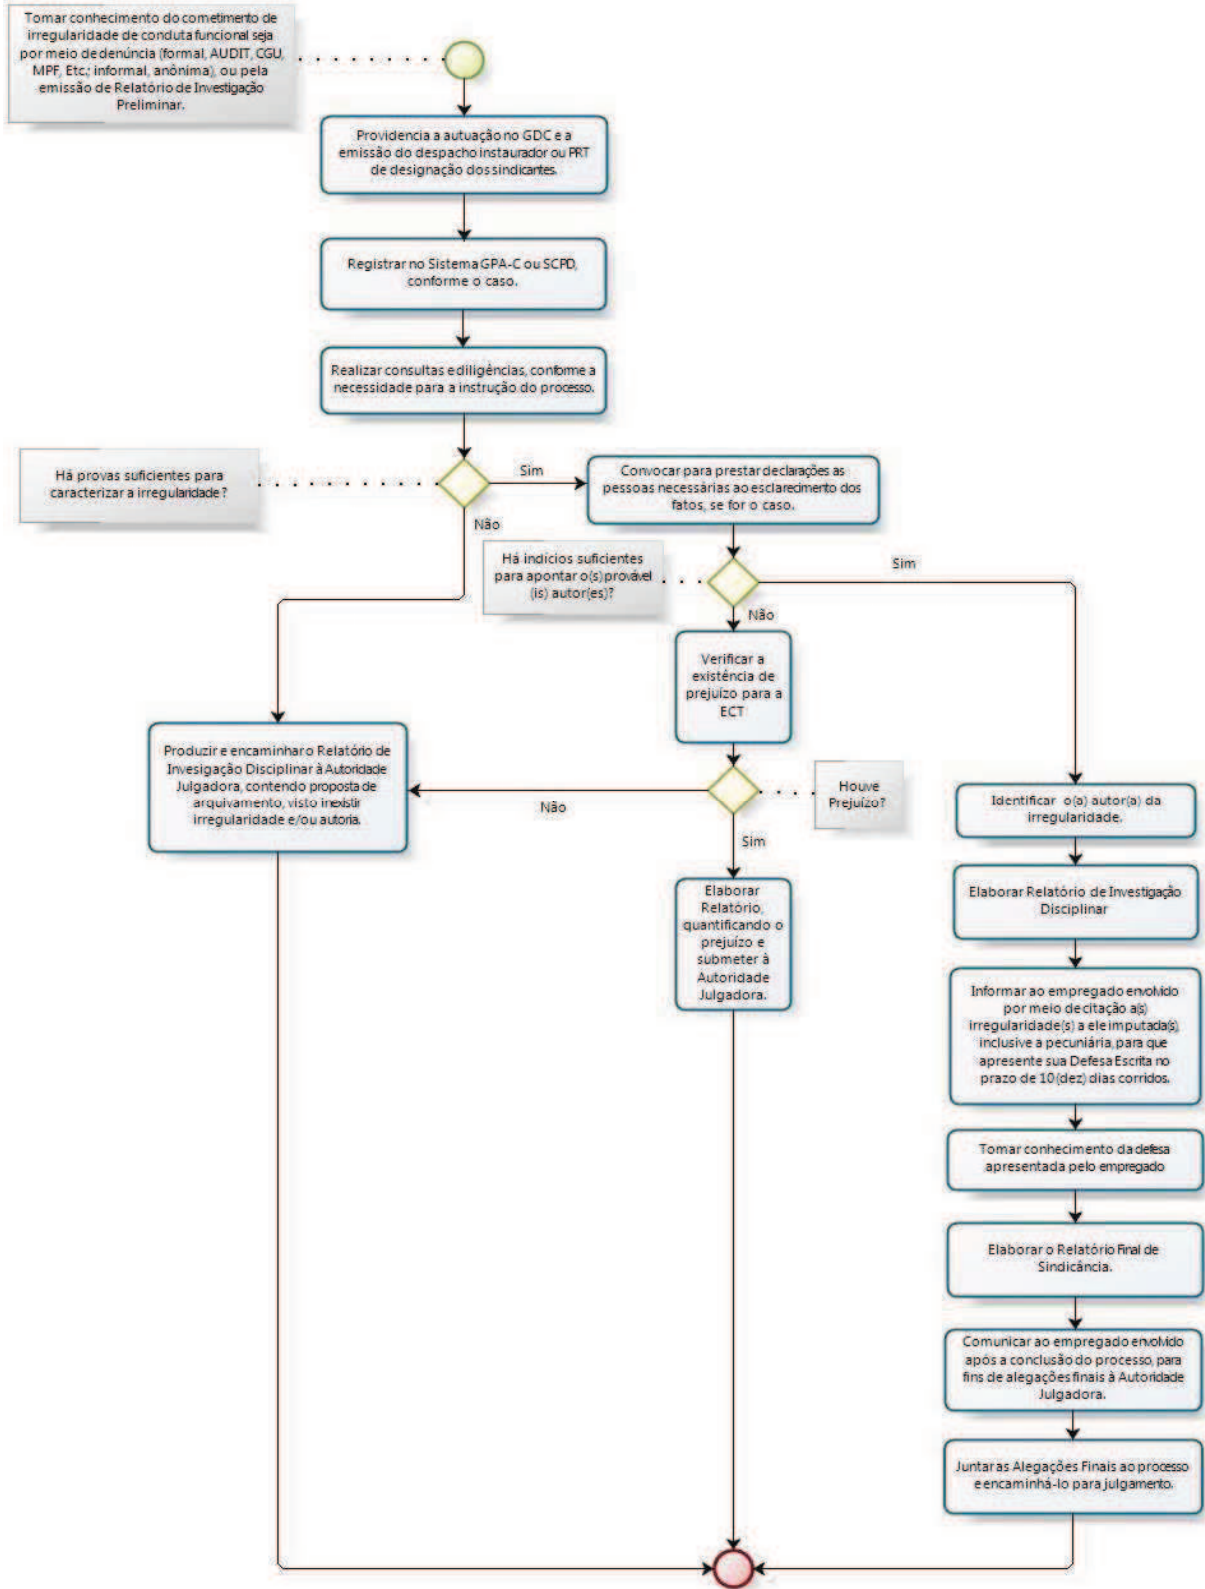 Tomar conhecimento do cometimento de
irregularidade de conduta funcional seja
por meio de denúncia (formal, AUDIT, CGU,
MPF, Etc.; informal, anônima), ou pela
emissão de Relatório de Investigação
Preliminar.
Providencia a autuação no GDC e a
emissão do despacho instaurador ou PRT
de designação dos sindicantes.
Registrar no Sistema GPA-C ou SCPD,
conforme o caso.
Realizar consultas e diligências, conforme a
necessidade para a instrução do processo.
Há provas suficientes para
caracterizar a irregularidade?
Sim
Não
Convocar para prestar declarações as
pessoas necessárias ao esclarecimento dos
fatos, se for o caso.
Há indícios suficientes
para apontar o(s) provável
(is) autor(es)?
Sim
Não
Verificar a
existência de
prejuízo para a
ECT
Produzir e encaminhar o Relatório de
Invesigação Disciplinar à Autoridade
Julgadora, contendo proposta de
arquivamento, visto inexistir
irregularidade e/ou autoria.
Não
Houve
Prejuízo?
Sim
Elaborar
Relatório,
quantificando o
prejuízo e
submeter à
Autoridade
Julgadora.
Identificar o(a) autor(a) da
irregularidade.
Elaborar Relatório de Investigação
Disciplinar
Informar ao empregado envolvido
por meio de citação a(s)
irregularidade(s) a ele imputada(s),
inclusive a pecuniária, para que
apresente sua Defesa Escrita no
prazo de 10 (dez) dias corridos.
Tomar conhecimento da defesa
apresentada pelo empregado
Elaborar o Relatório Final de
Sindicância.
Comunicar ao empregado envolvido
após a conclusão do processo, para
fins de alegações finais à Autoridade
Julgadora.
Juntar as Alegações Finais ao processo
e encaminhá-lo para julgamento.